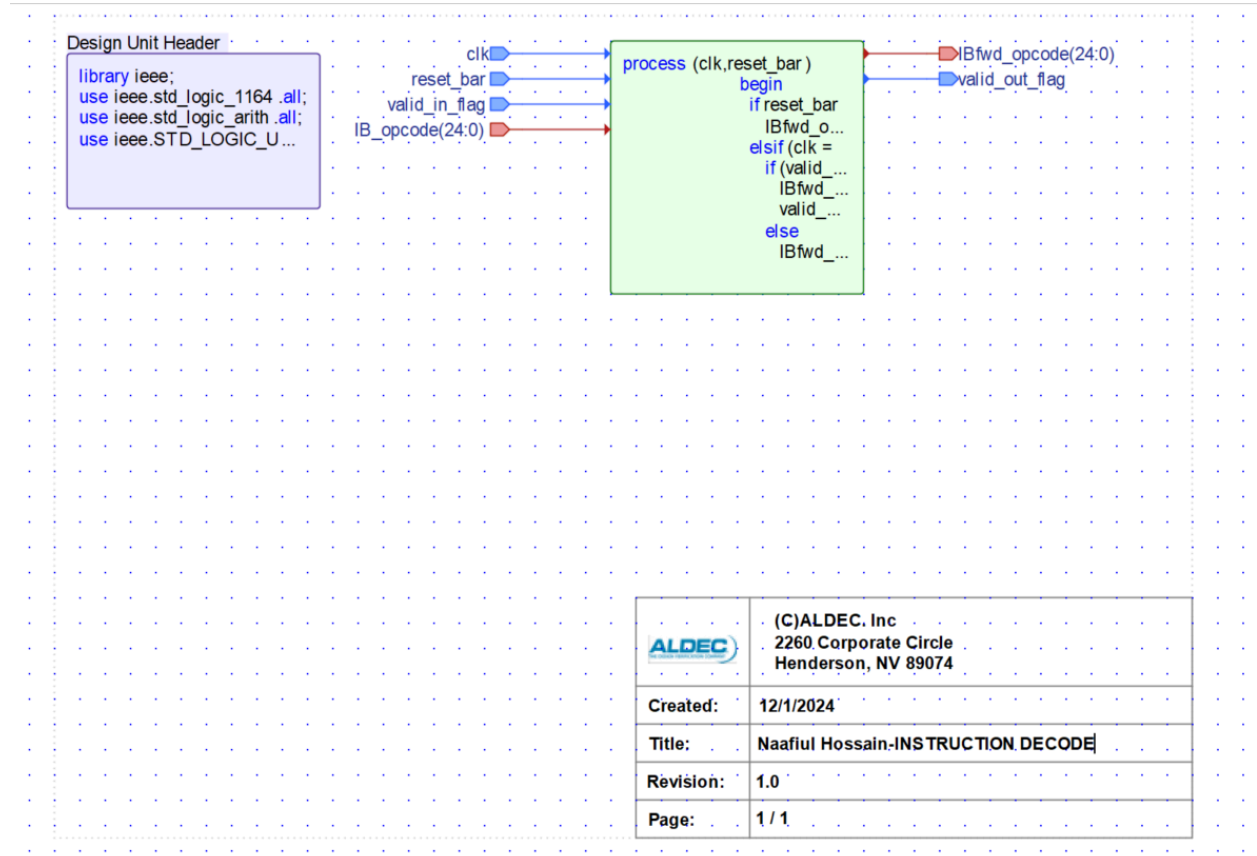 Design Unit Header
library ieee;
use ieee.std_logic_1164 .all;
use ieee.std_logic_arith .all;
use ieee.STD_LOGIC_U...
clk
reset_bar
valid_in_flag
IB_opcode(24:0)
process (clk,reset_bar )
begin
if reset_bar
IBfwd_o...
elsif (clk =
if (valid_...
IBfwd_...
valid_...
else
IBfwd_...
IBfwd_opcode(24:0)
valid_out_flag
ALDEC
(C)ALDEC. Inc
2260 Corporate Circle
Henderson, NV 89074
Created: 12/1/2024
Title: Naafiul Hossain-INSTRUCTION DECODE
Revision: 1.0
Page: 1 / 1